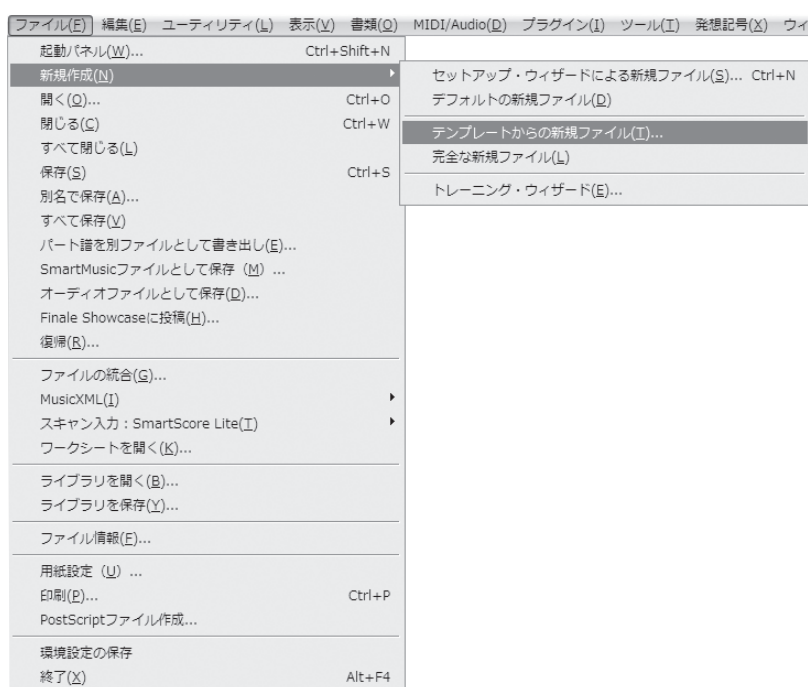 ファイル(F) 編集(E) ユーティリティ(L) 表示(V) 書類(O) MIDI/Audio(D) プラグイン(I) ツール(T) 発想記号(X) ウィ
起動パネル(W)... Ctrl+Shift+N
新規作成(N)
開く(O)... Ctrl+O
閉じる(C) Ctrl+W
すべて閉じる(L)
保存(S) Ctrl+S
別名で保存(A)...
すべて保存(V)
パート譜を別ファイルとして書き出し(E)...
SmartMusicファイルとして保存（M）...
オーディオファイルとして保存(D)...
Finale Showcaseに投稿(H)...
復帰(R)...
ファイルの統合(G)...
MusicXML(I)
スキャン入力：SmartScore Lite(T)
ワークシートを開く(K)...
ライブラリを開く(B)...
ライブラリを保存(Y)...
ファイル情報(F)...
用紙設定（U）...
印刷(P)... Ctrl+P
PostScriptファイル作成...
環境設定の保存
終了(X) Alt+F4
セットアップ・ウィザードによる新規ファイル(S)... Ctrl+N
デフォルトの新規ファイル(D)
テンプレートからの新規ファイル(T)...
完全な新規ファイル(L)
トレーニング・ウィザード(E)...